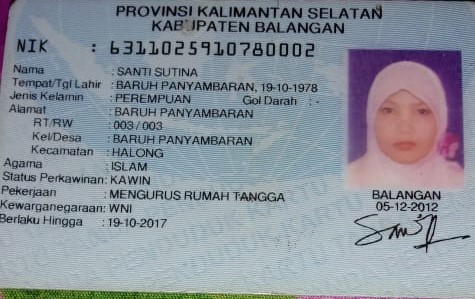 PROVINSI KALIMANTAN SELATAN
KABUPATEN BALANGAN
NIK : 6311025910780002
Nama : SANTI SUTINA
Tempat/Tgl Lahir : BARUH PANYAMBARAN, 19-10-1978
Jenis Kelamin : PEREMPUAN Gol Darah : -
Alamat : BARUH PANYAMBARAN
RT/RW : 003 / 003
Kel/Desa : BARUH PANYAMBARAN
Kecamatan : HALONG
Agama : ISLAM
Status Perkawinan: KAWIN
Pekerjaan : MENGURUS RUMAH TANGGA
Kewarganegaraan: WNI
Berlaku Hingga : 19-10-2017
BALANGAN
05-12-2012